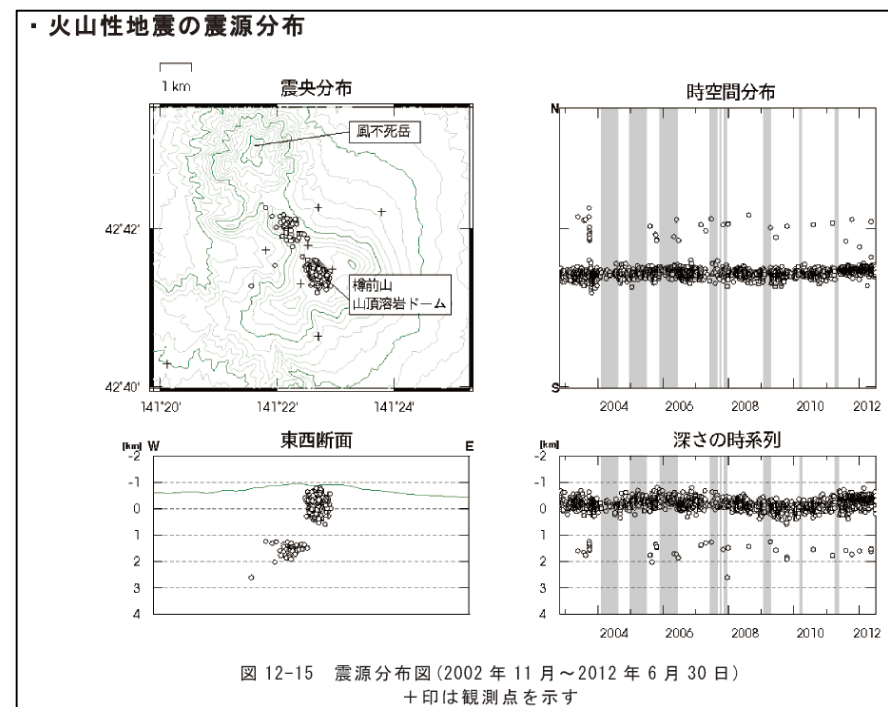 ・火山性地震の震源分布
1 km
震央分布
風不死岳
42°42'
樽前山
山頂溶岩ドーム
42°40'
141°20' 141°22' 141°24'
時空間分布
N
S
2004 2006 2008 2010 2012
東西断面
[km] W E
-2
-1
0
1
2
3
4
深さの時系列
[km]
-2
-1
0
1
2
3
4
2004 2006 2008 2010 2012
図 12-15 震源分布図(2002 年 11 月～2012 年 6 月 30 日)
＋印は観測点を示す